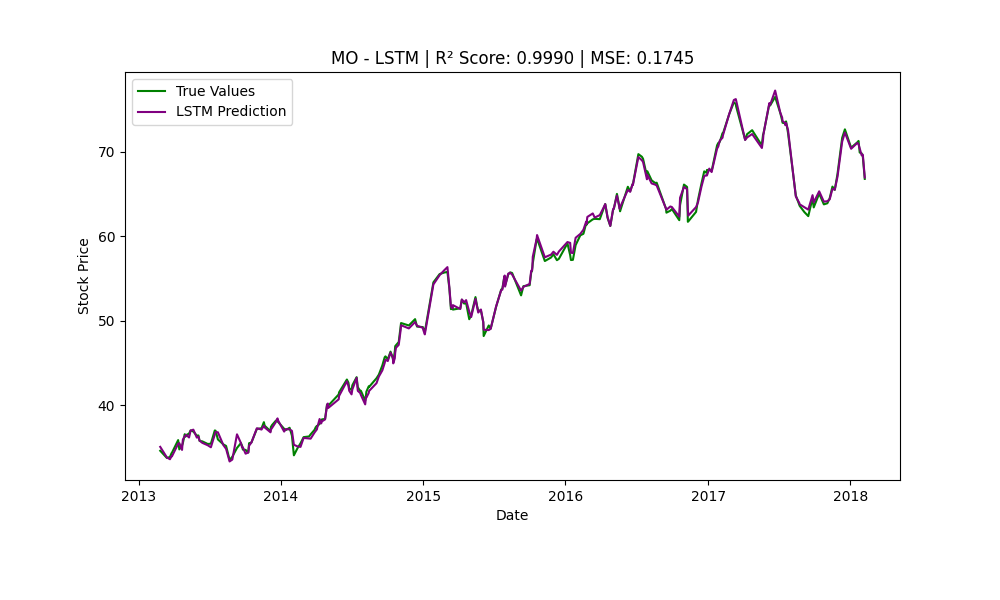 MO - LSTM | R² Score: 0.9990 | MSE: 0.1745
True Values
LSTM Prediction
70
60
50
40
Stock Price
2013 2014 2015 2016 2017 2018
Date